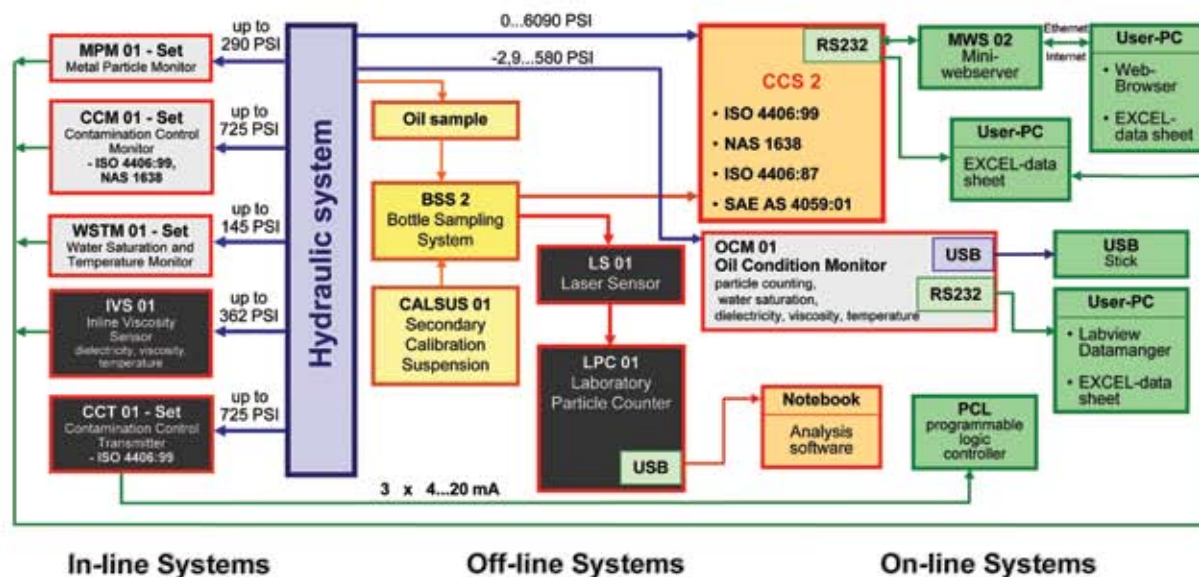 up to
290 PSI
MPM 01 - Set
Metal Particle Monitor
up to
725 PSI
CCM 01 - Set
Contamination Control
Monitor
- ISO 4406:99,
NAS 1638
up to
145 PSI
WSTM 01 - Set
Water Saturation and
Temperature Monitor
up to
362 PSI
IVS 01
Inline Viscosity
Sensor
dielectricity, viscosity,
temperature
up to
725 PSI
CCT 01 - Set
Contamination Control
Transmitter
- ISO 4406:99
Hydraulic system
0...6090 PSI
-2,9...580 PSI
Oil sample
BSS 2
Bottle Sampling
System
CALSUS 01
Secondary
Calibration
Suspension
LS 01
Laser Sensor
LPC 01
Laboratory
Particle Counter
USB
Notebook
Analysis
software
RS232
CCS 2
• ISO 4406:99
• NAS 1638
• ISO 4406:87
• SAE AS 4059:01
MWS 02
Mini-
webserver
Ethernet
Internet
User-PC
• Web-
Browser
• EXCEL-
data sheet
User-PC
EXCEL-data
sheet
OCM 01
Oil Condition Monitor
particle counting,
water saturation,
dielectricity, viscosity, temperature
USB
RS232
USB
Stick
User-PC
• Labview
Datamanger
• EXCEL-data
sheet
PCL
programmable
logic
controller
3 x 4...20 mA
In-line Systems
Off-line Systems
On-line Systems